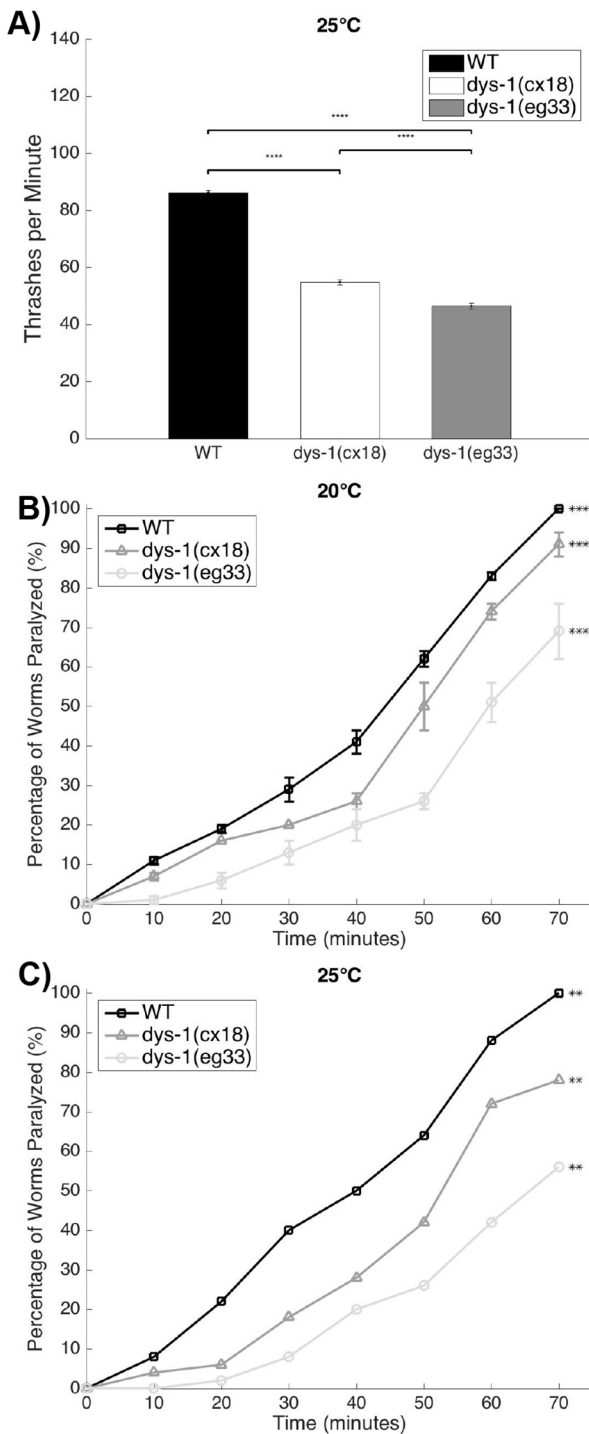 A)
25°C
Thrashes per Minute
140
120
100
80
60
40
20
0
WT
dys-1(cx18)
dys-1(eg33)
****
****
****
WT
dys-1(cx18)
dys-1(eg33)
B)
20°C
Percentage of Worms Paralyzed (%)
100
90
80
70
60
50
40
30
20
10
0
WT
dys-1(cx18)
dys-1(eg33)
***
***
***
0 10 20 30 40 50 60 70
Time (minutes)
C)
25°C
Percentage of Worms Paralyzed (%)
100
90
80
70
60
50
40
30
20
10
0
WT
dys-1(cx18)
dys-1(eg33)
**
**
**
0 10 20 30 40 50 60 70
Time (minutes)